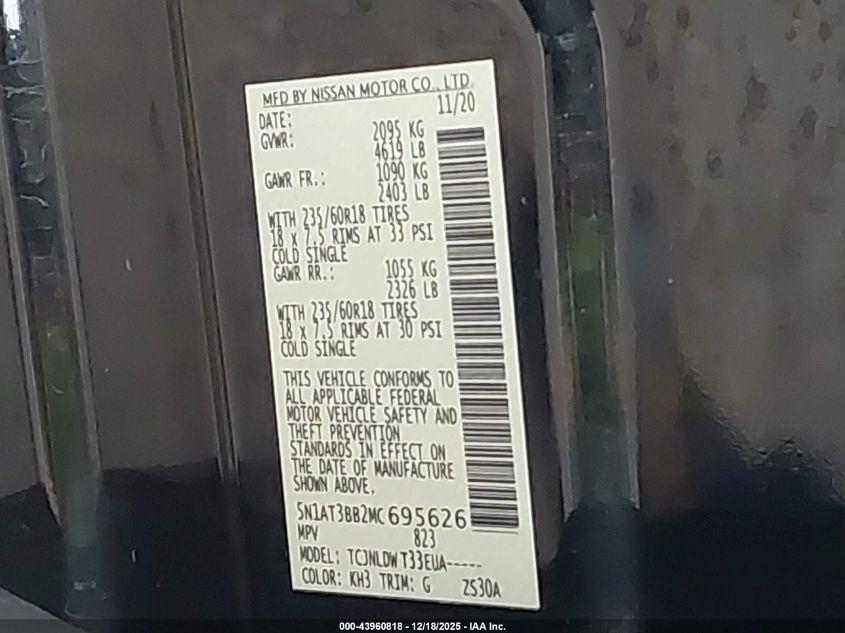 MFD BY NISSAN MOTOR CO., LTD.
DATE: 11/20
GVWR: 2095 KG
4619 LB
GAWR FR.: 1090 KG
2403 LB
WITH 235/60R18 TIRES
18 x 7.5 RIMS AT 33 PSI
COLD SINGLE
GAWR RR.: 1055 KG
2326 LB
WITH 235/60R18 TIRES
18 x 7.5 RIMS AT 30 PSI
COLD SINGLE
THIS VEHICLE CONFORMS TO
ALL APPLICABLE FEDERAL
MOTOR VEHICLE SAFETY AND
THEFT PREVENTION
STANDARDS IN EFFECT ON
THE DATE OF MANUFACTURE
SHOWN ABOVE.
5N1AT3BB2MC695626
MPV 823
MODEL: TCJNLDW T33EUA-----
COLOR: KH3 TRIM: G ZS30A
000-43960818 - 12/18/2025 - IAA Inc.